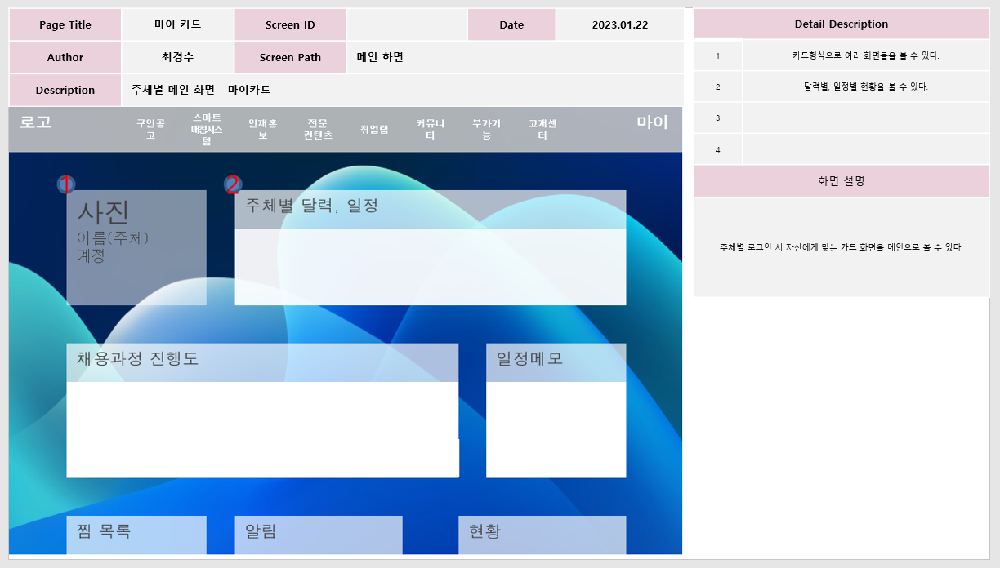 Page Title
마이 카드
Screen ID
Date
2023.01.22
Author
최경수
Screen Path
메인 화면
Description
주체별 메인 화면 - 마이카드
로고
구인공
고
스마트
매칭시스
템
인재홍
보
전문
컨텐츠
취업랩
커뮤니
티
부가기
능
고객센
터
마이
1
사진
이름(주체)
계정
2
주체별 달력, 일정
채용과정 진행도
일정메모
찜 목록
알림
현황
Detail Description
1
카드형식으로 여러 화면들을 볼 수 있다.
2
달력별, 일정별 현황을 볼 수 있다.
3
4
화면 설명
주체별 로그인 시 자신에게 맞는 카드 화면을 메인으로 볼 수 있다.